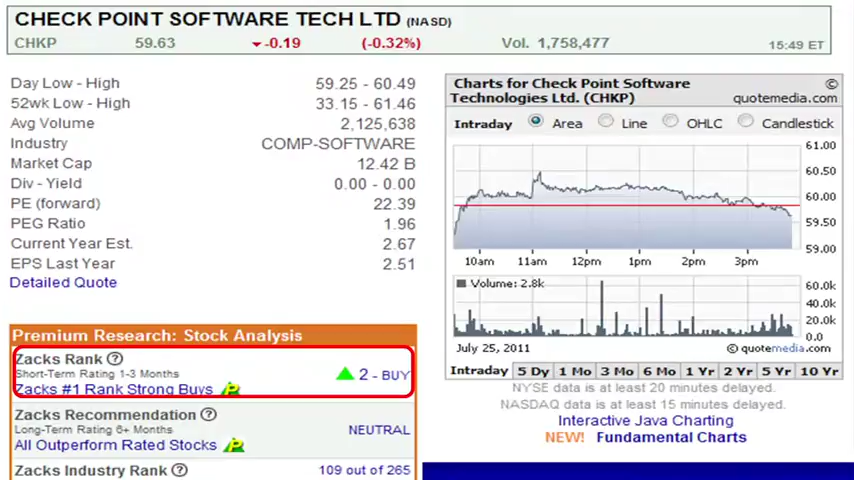 CHECK POINT SOFTWARE TECH LTD (NASD)
CHKP 59.63 -0.19 (-0.32%) Vol. 1,758,477 15:49 ET
Day Low - High 59.25 - 60.49
52wk Low - High 33.15 - 61.46
Avg Volume 2,125,638
Industry COMP-SOFTWARE
Market Cap 12.42 B
Div - Yield 0.00 - 0.00
PE (forward) 22.39
PEG Ratio 1.96
Current Year Est. 2.67
EPS Last Year 2.51
Detailed Quote
Premium Research: Stock Analysis
Zacks Rank ?
Short-Term Rating 1-3 Months
2 - BUY
Zacks #1 Rank Strong Buys P
Zacks Recommendation ?
Long-Term Rating 6+ Months
NEUTRAL
All Outperform Rated Stocks P
Zacks Industry Rank ? 109 out of 265
Charts for Check Point Software ©
Technologies Ltd. (CHKP) quotemedia.com
Intraday Area Line OHLC Candlestick
61.00
60.50
60.00
59.50
59.00
10am 11am 12pm 1pm 2pm 3pm
Volume: 2.8k
60.0k
40.0k
20.0k
0.0
July 25, 2011 © quotemedia.com
Intraday 5 Dy 1 Mo 3 Mo 6 Mo 1 Yr 2 Yr 5 Yr 10 Yr
NYSE data is at least 20 minutes delayed.
NASDAQ data is at least 15 minutes delayed.
Interactive Java Charting
NEW! Fundamental Charts